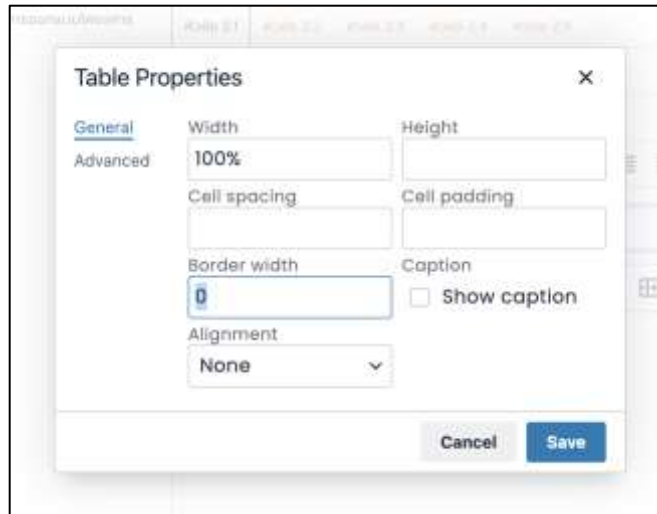 Table Properties
General
Width
Height
Advanced
100%
Cell spacing
Cell padding
Border width
Caption
0
Show caption
Alignment
None
Cancel
Save